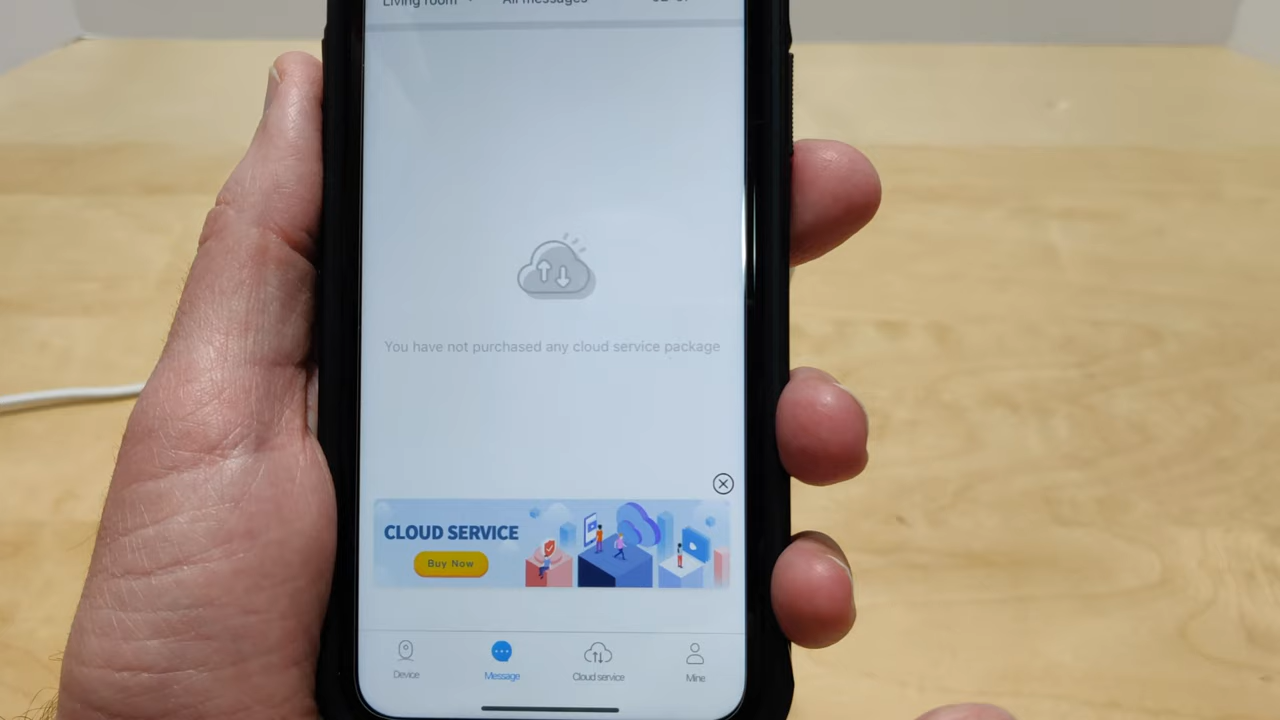 Living room
All messages
You have not purchased any cloud service package
CLOUD SERVICE
Buy Now
Device
Message
Cloud service
Mine